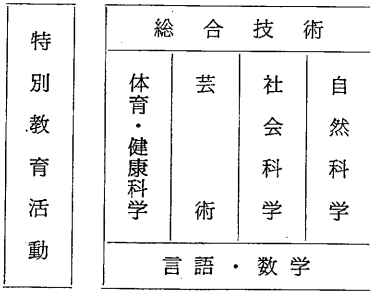 特別教育活動
総合技術
体育・健康科学
芸術
社会科学
自然科学
言語・数学